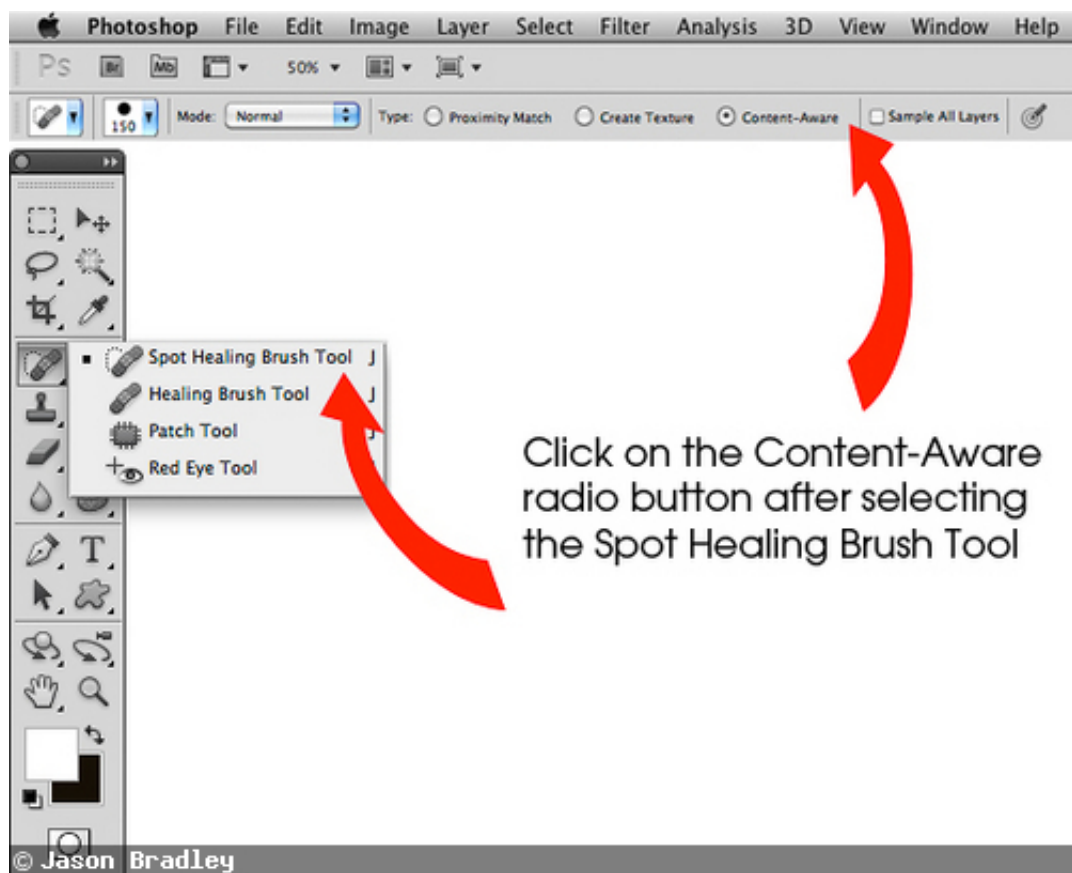 Photoshop File Edit Image Layer Select Filter Analysis 3D View Window Help
Ps Br Mb 50%
150 Mode: Normal Type: Proximity Match Create Texture Content-Aware Sample All Layers
Spot Healing Brush Tool J
Healing Brush Tool J
Patch Tool J
Red Eye Tool
Click on the Content-Aware
radio button after selecting
the Spot Healing Brush Tool
T
© Jason Bradley